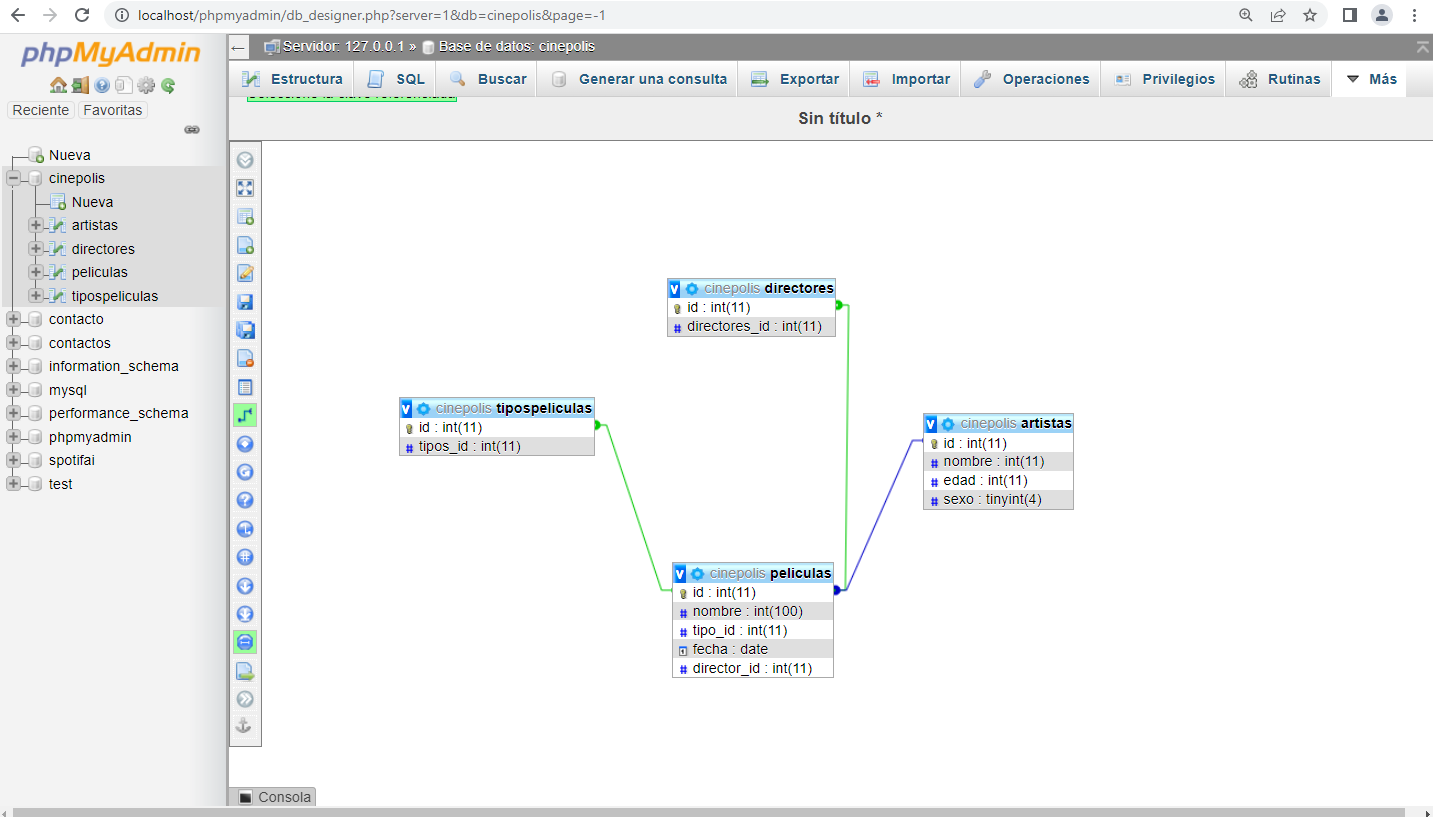 localhost/phpmyadmin/db_designer.php?server=1&db=cinepolis&page=-1
phpMyAdmin
Reciente Favoritas
Nueva
cinepolis
Nueva
artistas
directores
peliculas
tipospeliculas
contacto
contactos
information_schema
mysql
performance_schema
phpmyadmin
spotifai
test
Servidor: 127.0.0.1 » Base de datos: cinepolis
Estructura SQL Buscar Generar una consulta Exportar Importar Operaciones Privilegios Rutinas Más
Seleccione la clave referenciada
Sin título *
V cinepolis directores
id : int(11)
# directores_id : int(11)
V cinepolis tipospeliculas
id : int(11)
# tipos_id : int(11)
V cinepolis artistas
id : int(11)
# nombre : int(11)
# edad : int(11)
# sexo : tinyint(4)
V cinepolis peliculas
id : int(11)
# nombre : int(100)
# tipo_id : int(11)
fecha : date
# director_id : int(11)
Consola